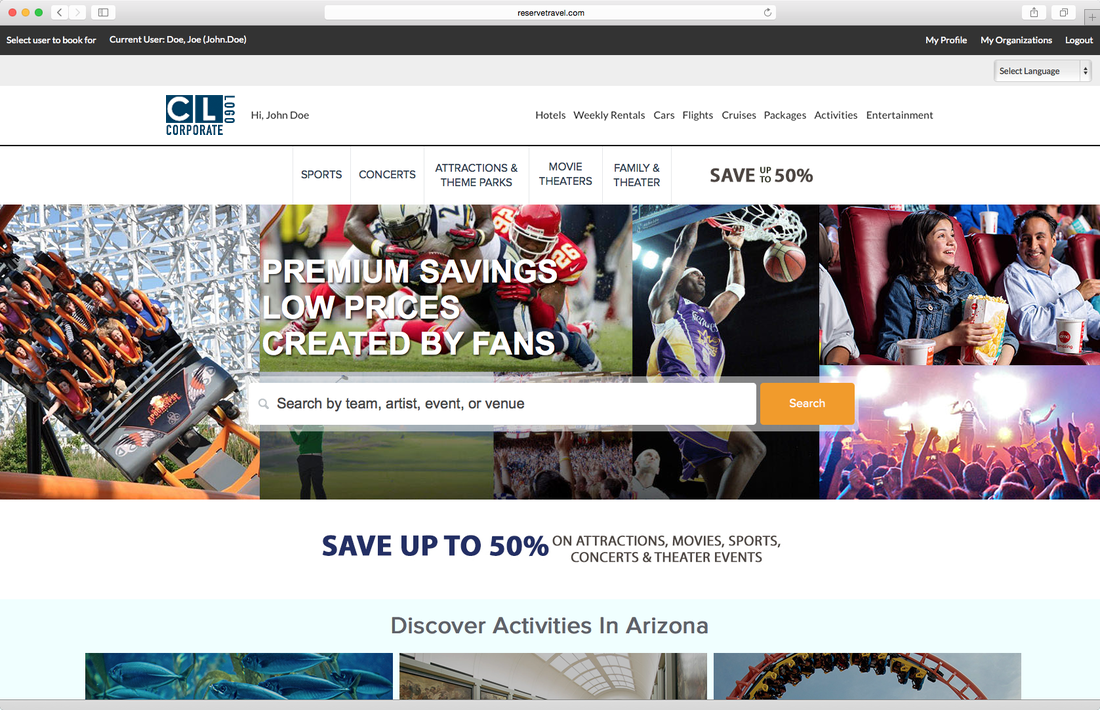 reservetravel.com
Select user to book for Current User: Doe, Joe (John.Doe) My Profile My Organizations Logout
Select Language
CL LOGO
CORPORATE
Hi, John Doe
Hotels Weekly Rentals Cars Flights Cruises Packages Activities Entertainment
SPORTS
CONCERTS
ATTRACTIONS &
THEME PARKS
MOVIE
THEATERS
FAMILY &
THEATER
SAVE UP TO 50%
26
PREMIUM SAVINGS
LOW PRICES
CREATED BY FANS
Search by team, artist, event, or venue
Search
SAVE UP TO 50% ON ATTRACTIONS, MOVIES, SPORTS,
CONCERTS & THEATER EVENTS
Discover Activities In Arizona